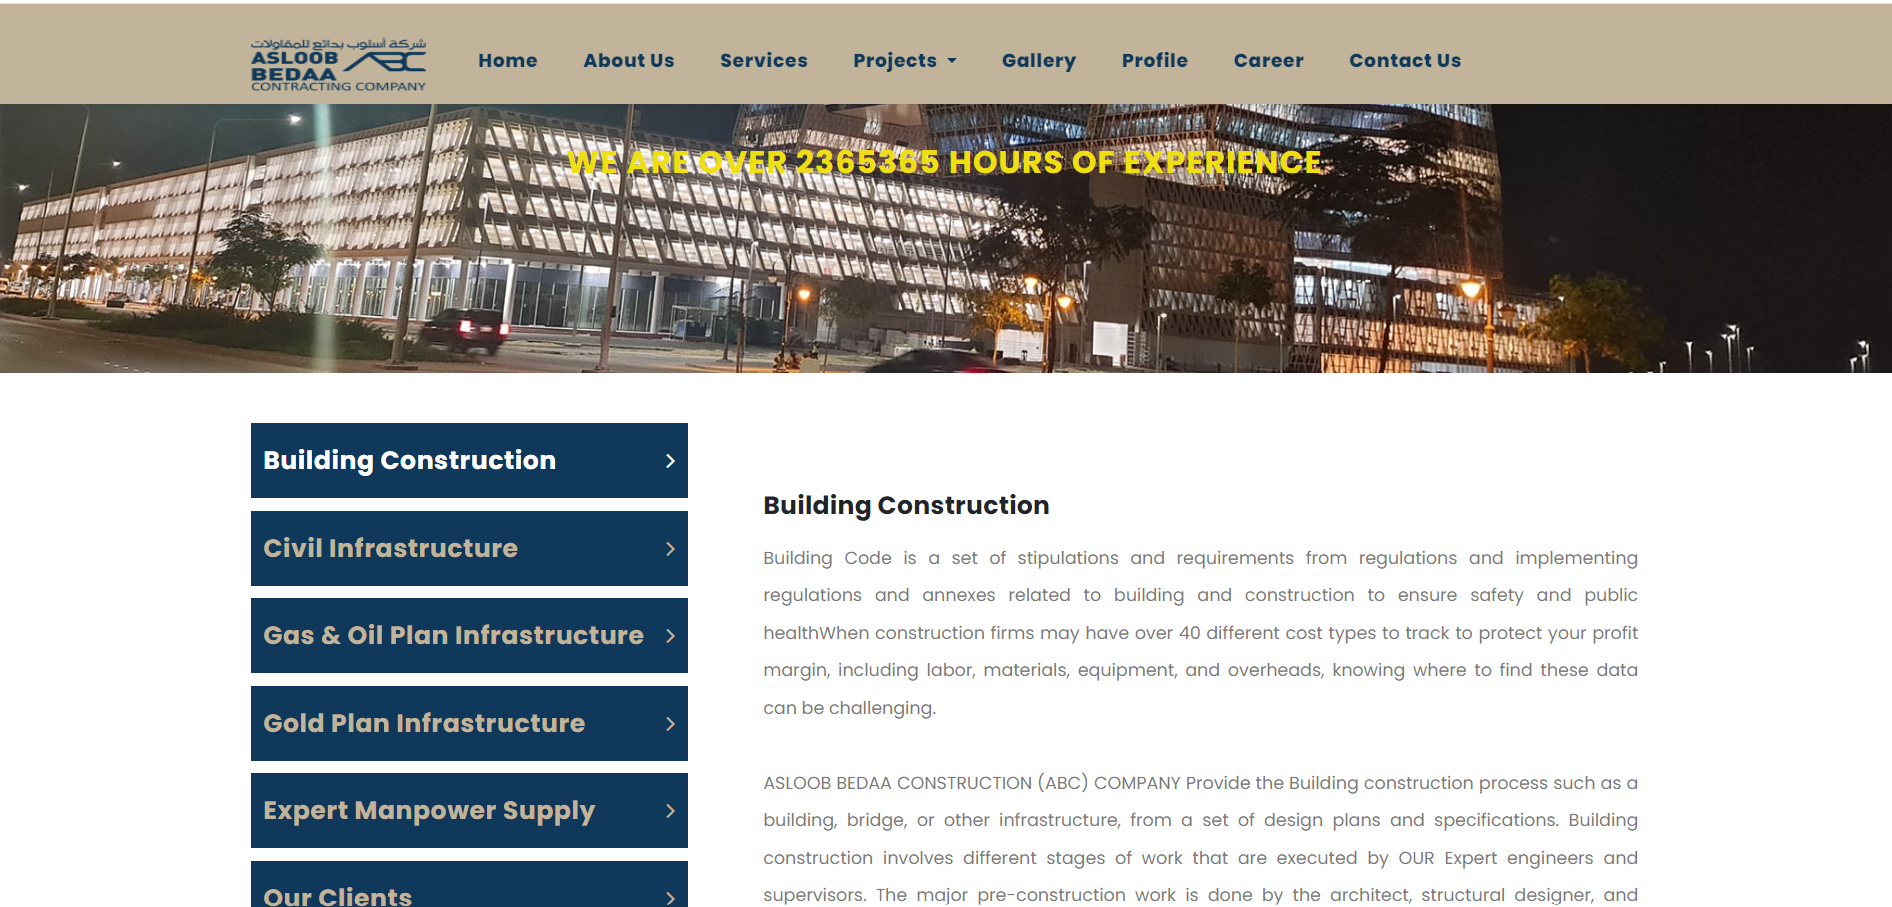 شركة أسلوب بدائع للمقاولات
ASLOOB
BEDAA
ABC
CONTRACTING COMPANY
Home About Us Services Projects Gallery Profile Career Contact Us
WE ARE OVER 2365365 HOURS OF EXPERIENCE
Building Construction
Civil Infrastructure
Gas & Oil Plan Infrastructure
Gold Plan Infrastructure
Expert Manpower Supply
Our Clients
Building Construction
Building Code is a set of stipulations and requirements from regulations and implementing
regulations and annexes related to building and construction to ensure safety and public
healthWhen construction firms may have over 40 different cost types to track to protect your profit
margin, including labor, materials, equipment, and overheads, knowing where to find these data
can be challenging.
ASLOOB BEDAA CONSTRUCTION (ABC) COMPANY Provide the Building construction process such as a
building, bridge, or other infrastructure, from a set of design plans and specifications. Building
construction involves different stages of work that are executed by OUR Expert engineers and
supervisors. The major pre-construction work is done by the architect, structural designer, and